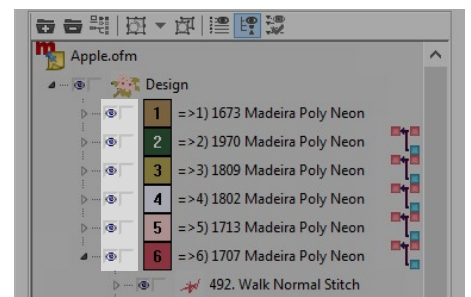 Apple.ofm
Design
1 =>1) 1673 Madeira Poly Neon
2 =>2) 1970 Madeira Poly Neon
3 =>3) 1809 Madeira Poly Neon
4 =>4) 1802 Madeira Poly Neon
5 =>5) 1713 Madeira Poly Neon
6 =>6) 1707 Madeira Poly Neon
492. Walk Normal Stitch